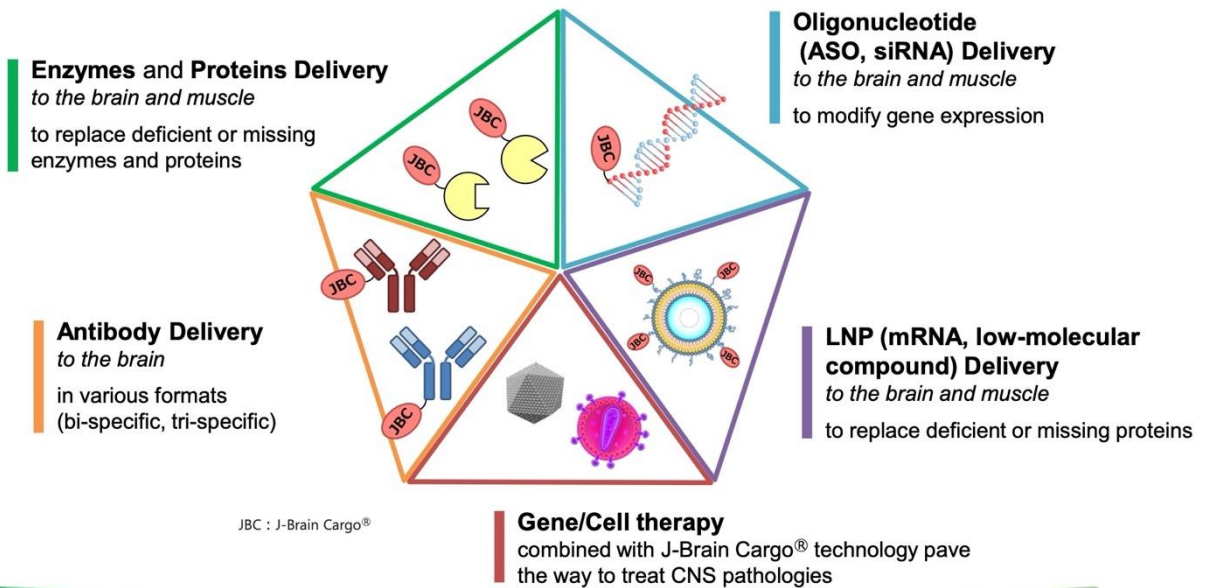 Enzymes and Proteins Delivery
to the brain and muscle
to replace deficient or missing
enzymes and proteins
Oligonucleotide
(ASO, siRNA) Delivery
to the brain and muscle
to modify gene expression
JBC
JBC
JBC
JBC
JBC
JBC
JBC
JBC
JBC
Antibody Delivery
to the brain
in various formats
(bi-specific, tri-specific)
LNP (mRNA, low-molecular
compound) Delivery
to the brain and muscle
to replace deficient or missing proteins
JBC : J-Brain Cargo®
Gene/Cell therapy
combined with J-Brain Cargo® technology pave
the way to treat CNS pathologies